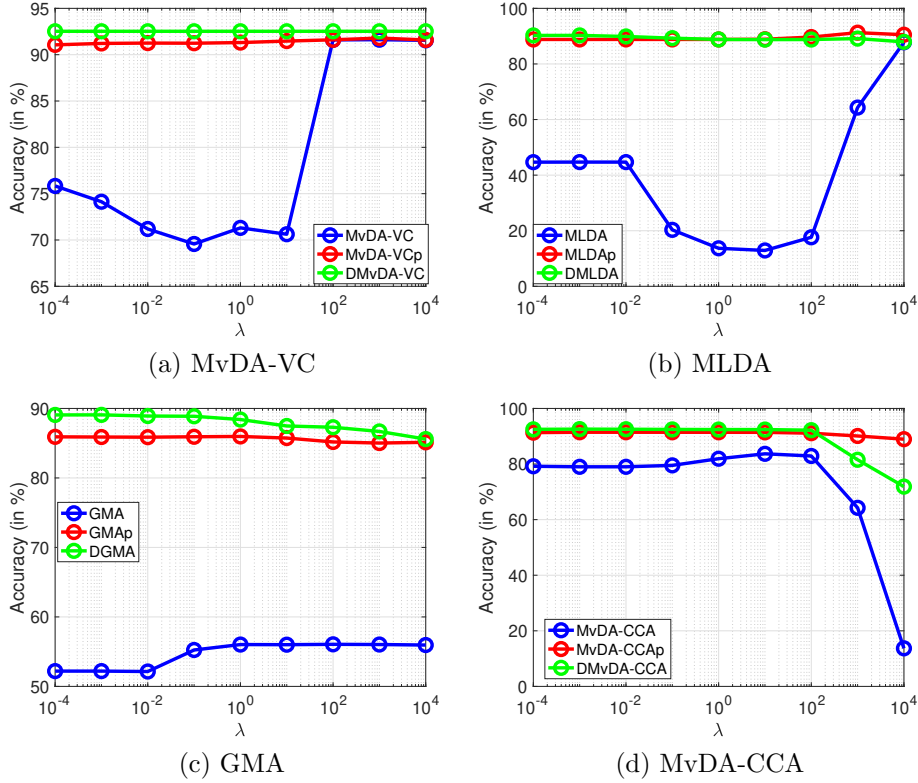 95
90
85
80
75
70
65
Accuracy (in %)
MvDA-VC
MvDA-VCp
DMvDA-VC
10^-4 10^-2 10^0 10^2 10^4
λ
(a) MvDA-VC
100
80
60
40
20
0
Accuracy (in %)
MLDA
MLDAp
DMLDA
10^-4 10^-2 10^0 10^2 10^4
λ
(b) MLDA
90
80
70
60
50
Accuracy (in %)
GMA
GMAp
DGMA
10^-4 10^-2 10^0 10^2 10^4
λ
(c) GMA
100
80
60
40
20
0
Accuracy (in %)
MvDA-CCA
MvDA-CCAp
DMvDA-CCA
10^-4 10^-2 10^0 10^2 10^4
λ
(d) MvDA-CCA